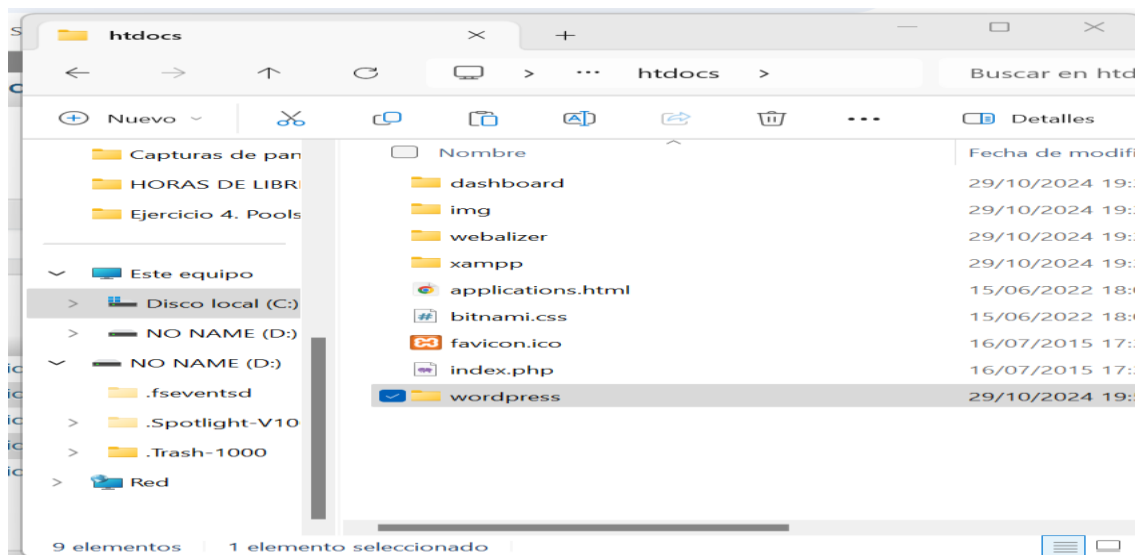 htdocs
htdocs
Buscar en htd
Nuevo
Detalles
Capturas de pan
HORAS DE LIBR
Ejercicio 4. Pools
Este equipo
Disco local (C:)
NO NAME (D:)
NO NAME (D:)
.fseventsd
.Spotlight-V10
.Trash-1000
Red
Nombre
Fecha de modifi
dashboard
29/10/2024 19:
img
29/10/2024 19:
webalizer
29/10/2024 19:
xampp
29/10/2024 19:
applications.html
15/06/2022 18:
bitnami.css
15/06/2022 18:
favicon.ico
16/07/2015 17:
index.php
16/07/2015 17:
wordpress
29/10/2024 19:
9 elementos
1 elemento seleccionado